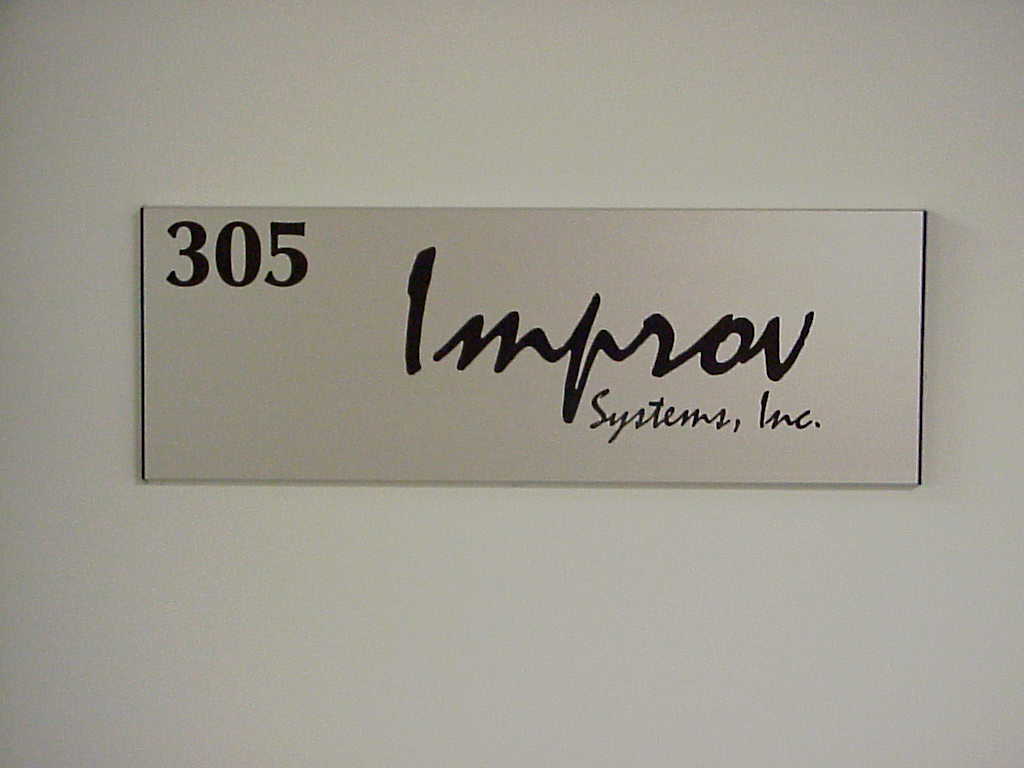 305
Improv
Systems, Inc.